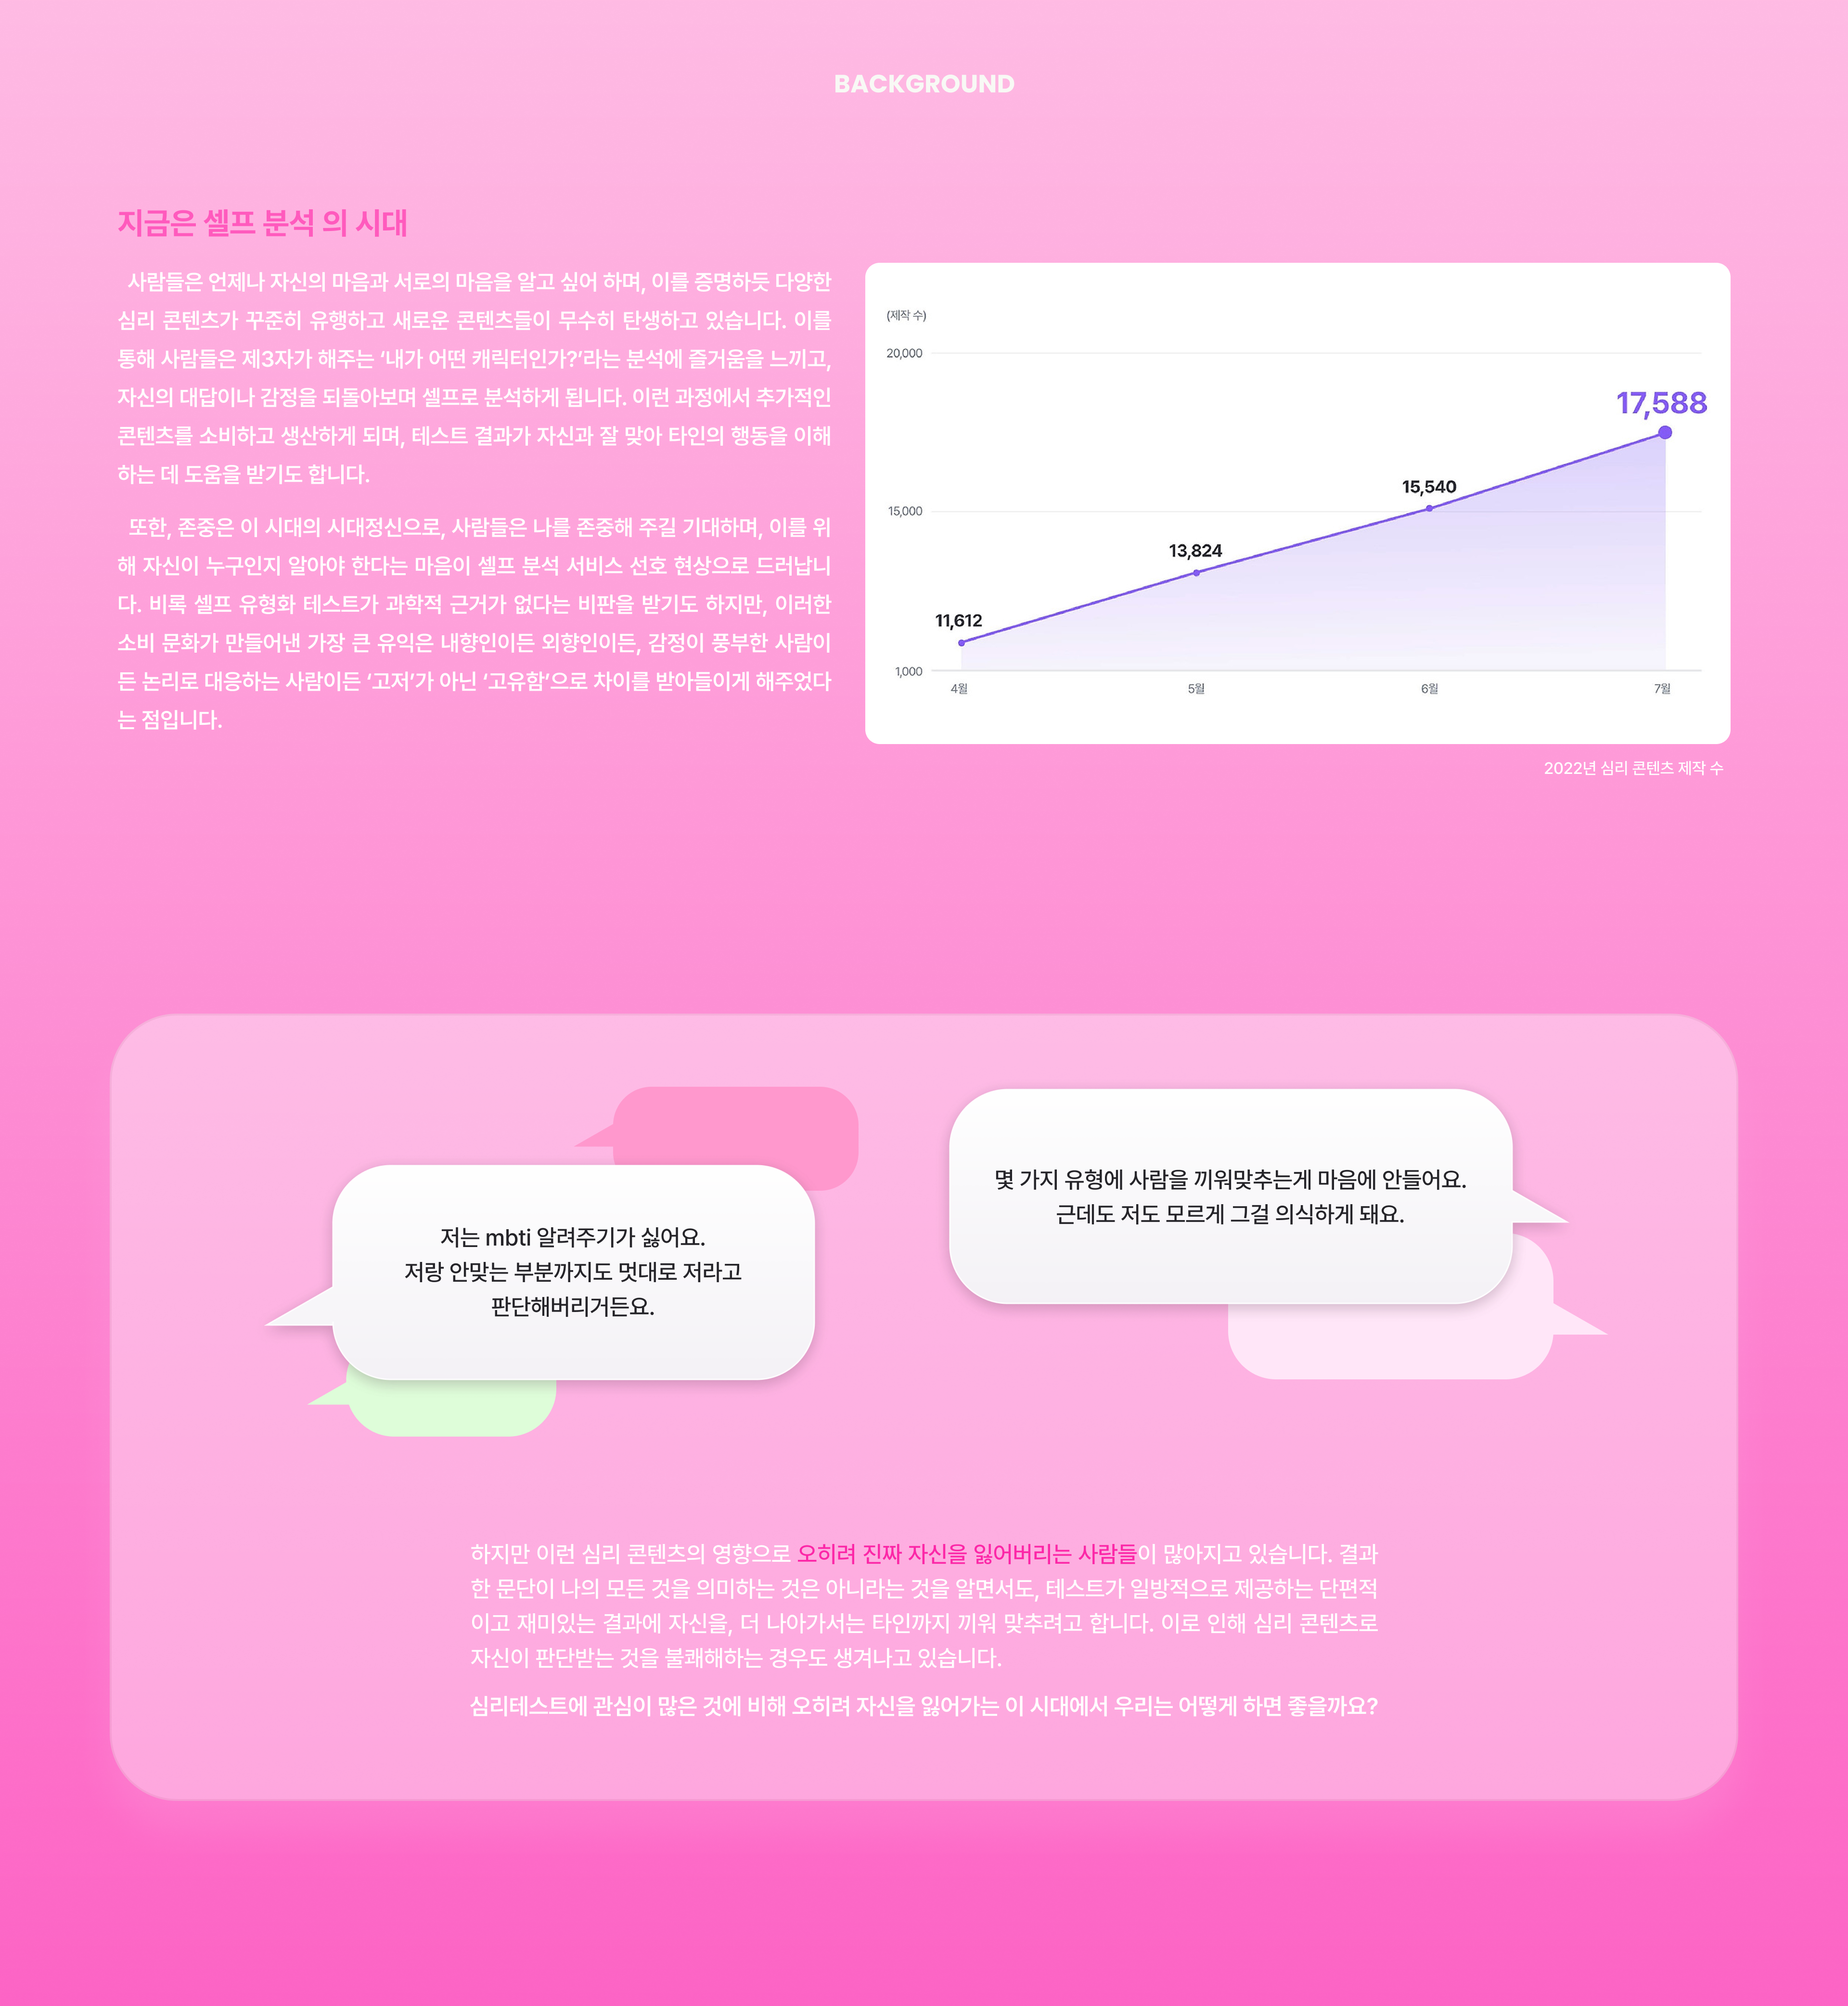 BACKGROUND
지금은 셀프 분석 의 시대
사람들은 언제나 자신의 마음과 서로의 마음을 알고 싶어 하며, 이를 증명하듯 다양한
심리 콘텐츠가 꾸준히 유행하고 새로운 콘텐츠들이 무수히 탄생하고 있습니다. 이를
통해 사람들은 제3자가 해주는 ‘내가 어떤 캐릭터인가?’라는 분석에 즐거움을 느끼고,
자신의 대답이나 감정을 되돌아보며 셀프로 분석하게 됩니다. 이런 과정에서 추가적인
콘텐츠를 소비하고 생산하게 되며, 테스트 결과가 자신과 잘 맞아 타인의 행동을 이해
하는 데 도움을 받기도 합니다.
또한, 존중은 이 시대의 시대정신으로, 사람들은 나를 존중해 주길 기대하며, 이를 위
해 자신이 누구인지 알아야 한다는 마음이 셀프 분석 서비스 선호 현상으로 드러납니
다. 비록 셀프 유형화 테스트가 과학적 근거가 없다는 비판을 받기도 하지만, 이러한
소비 문화가 만들어낸 가장 큰 유익은 내향인이든 외향인이든, 감정이 풍부한 사람이
든 논리로 대응하는 사람이든 ‘고저’가 아닌 ‘고유함’으로 차이를 받아들이게 해주었다
는 점입니다.
(제작 수)
20,000
17,588
15,540
15,000
13,824
11,612
1,000
4월 5월 6월 7월
2022년 심리 콘텐츠 제작 수
저는 mbti 알려주기가 싫어요.
저랑 안맞는 부분까지도 멋대로 저라고
판단해버리거든요.
몇 가지 유형에 사람을 끼워맞추는게 마음에 안들어요.
근데도 저도 모르게 그걸 의식하게 돼요.
하지만 이런 심리 콘텐츠의 영향으로 오히려 진짜 자신을 잃어버리는 사람들이 많아지고 있습니다. 결과
한 문단이 나의 모든 것을 의미하는 것은 아니라는 것을 알면서도, 테스트가 일방적으로 제공하는 단편적
이고 재미있는 결과에 자신을, 더 나아가서는 타인까지 끼워 맞추려고 합니다. 이로 인해 심리 콘텐츠로
자신이 판단받는 것을 불쾌해하는 경우도 생겨나고 있습니다.
심리테스트에 관심이 많은 것에 비해 오히려 자신을 잃어가는 이 시대에서 우리는 어떻게 하면 좋을까요?